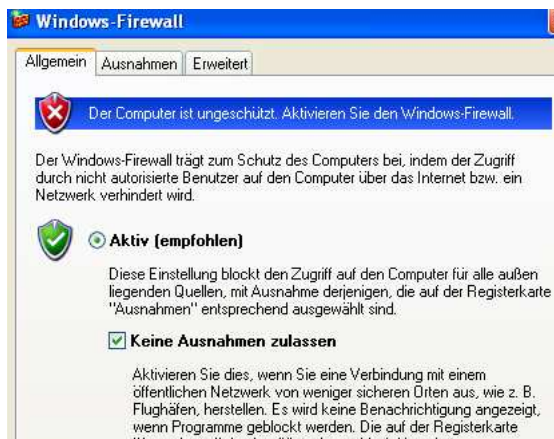 Windows-Firewall
Allgemein Ausnahmen Erweitert
Der Computer ist ungeschützt. Aktivieren Sie den Windows-Firewall.
Der Windows-Firewall trägt zum Schutz des Computers bei, indem der Zugriff
durch nicht autorisierte Benutzer auf den Computer über das Internet bzw. ein
Netzwerk verhindert wird.
Aktiv (empfohlen)
Diese Einstellung blockt den Zugriff auf den Computer für alle außen
liegenden Quellen, mit Ausnahme derjenigen, die auf der Registerkarte
"Ausnahmen" entsprechend ausgewählt sind.
Keine Ausnahmen zulassen
Aktivieren Sie dies, wenn Sie eine Verbindung mit einem
öffentlichen Netzwerk von weniger sicheren Orten aus, wie z. B.
Flughäfen, herstellen. Es wird keine Benachrichtigung angezeigt,
wenn Programme geblockt werden. Die auf der Registerkarte